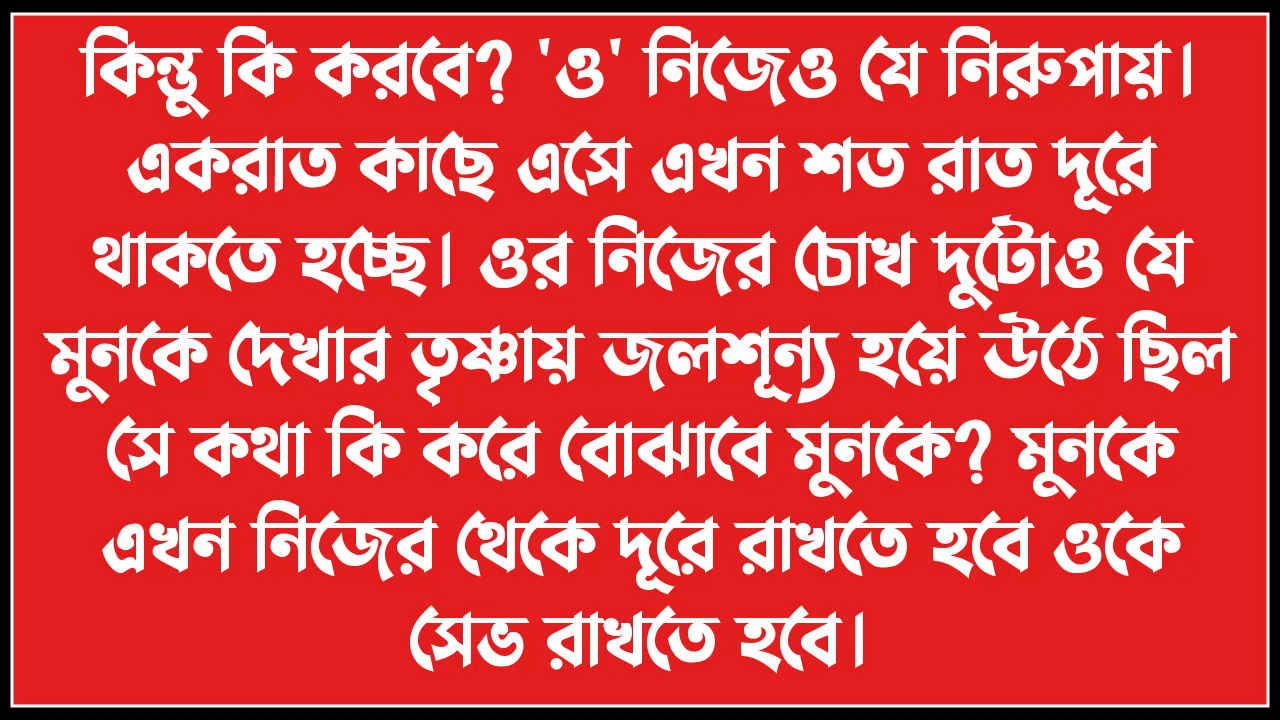 কিন্তু কি করবে? 'ও' নিজেও যে নিরুপায়।
একরাত কাছে এসে এখন শত রাত দূরে
থাকতে হচ্ছে। ওর নিজের চোখ দুটোও যে
মুনকে দেখার তৃষ্ণায় জলশূন্য হয়ে উঠে ছিল
সে কথা কি করে বোঝাবে মুনকে? মুনকে
এখন নিজের থেকে দূরে রাখতে হবে ওকে
সেভ রাখতে হবে।